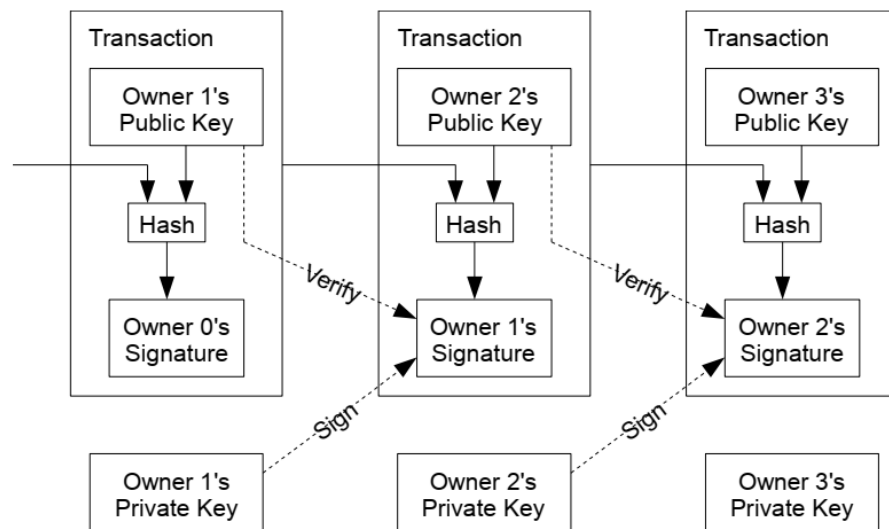 Transaction
Transaction
Transaction
Owner 1's
Public Key
Owner 2's
Public Key
Owner 3's
Public Key
Hash
Hash
Hash
Verify
Verify
Owner 0's
Signature
Owner 1's
Signature
Owner 2's
Signature
Sign
Sign
Owner 1's
Private Key
Owner 2's
Private Key
Owner 3's
Private Key